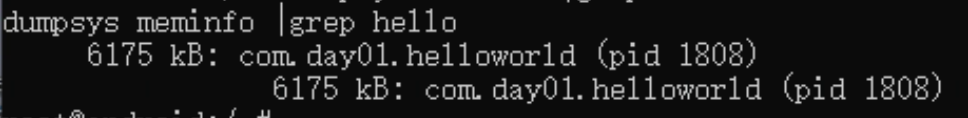 dumpsys meminfo |grep hello
6175 kB: com.day01.helloworld (pid 1808)
6175 kB: com.day01.helloworld (pid 1808)